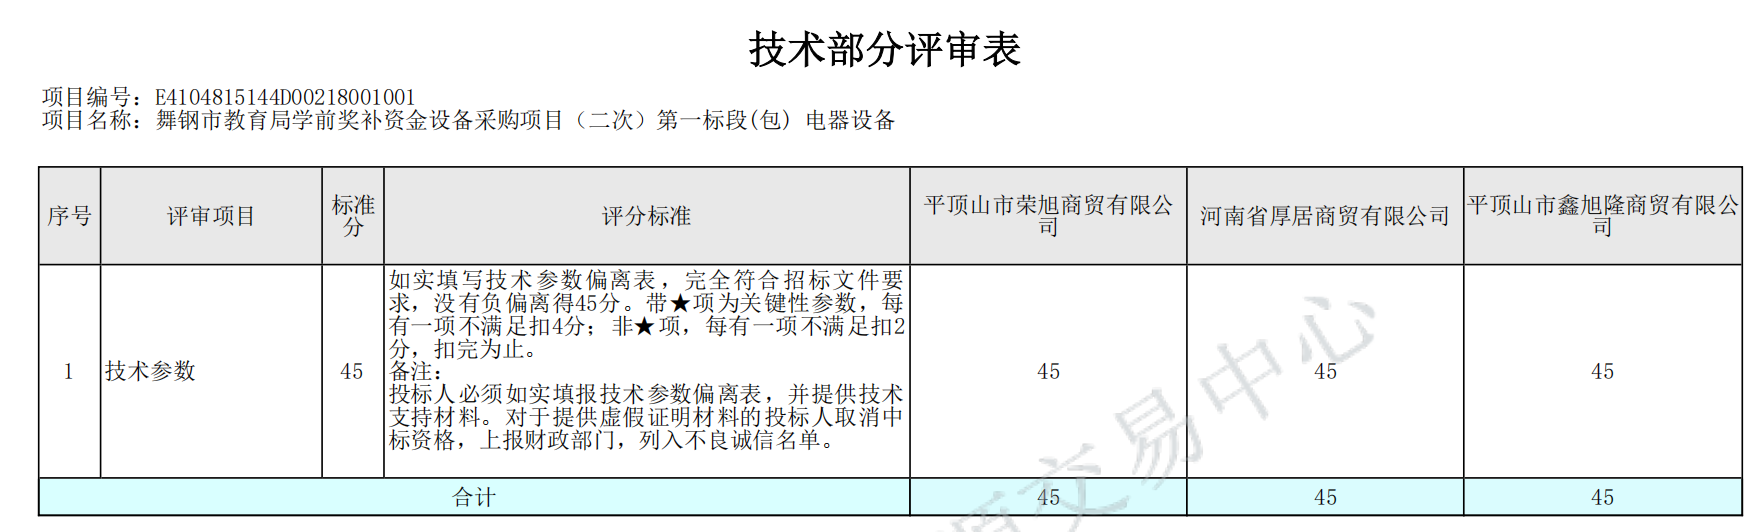 技术部分评审表
项目编号：E4104815144D00218001001
项目名称：舞钢市教育局学前奖补资金设备采购项目（二次）第一标段(包) 电器设备
序号
评审项目
标准
分
评分标准
平顶山市荣旭商贸有限公
司
河南省厚居商贸有限公司
平顶山市鑫旭隆商贸有限公
司
1
技术参数
45
如实填写技术参数偏离表，完全符合招标文件要
求，没有负偏离得45分。带★项为关键性参数，每
有一项不满足扣4分；非★项，每有一项不满足扣2
分，扣完为止。
备注：
投标人必须如实填报技术参数偏离表，并提供技术
支持材料。对于提供虚假证明材料的投标人取消中
标资格，上报财政部门，列入不良诚信名单。
45
45
45
合计
45
45
45
源交易中心